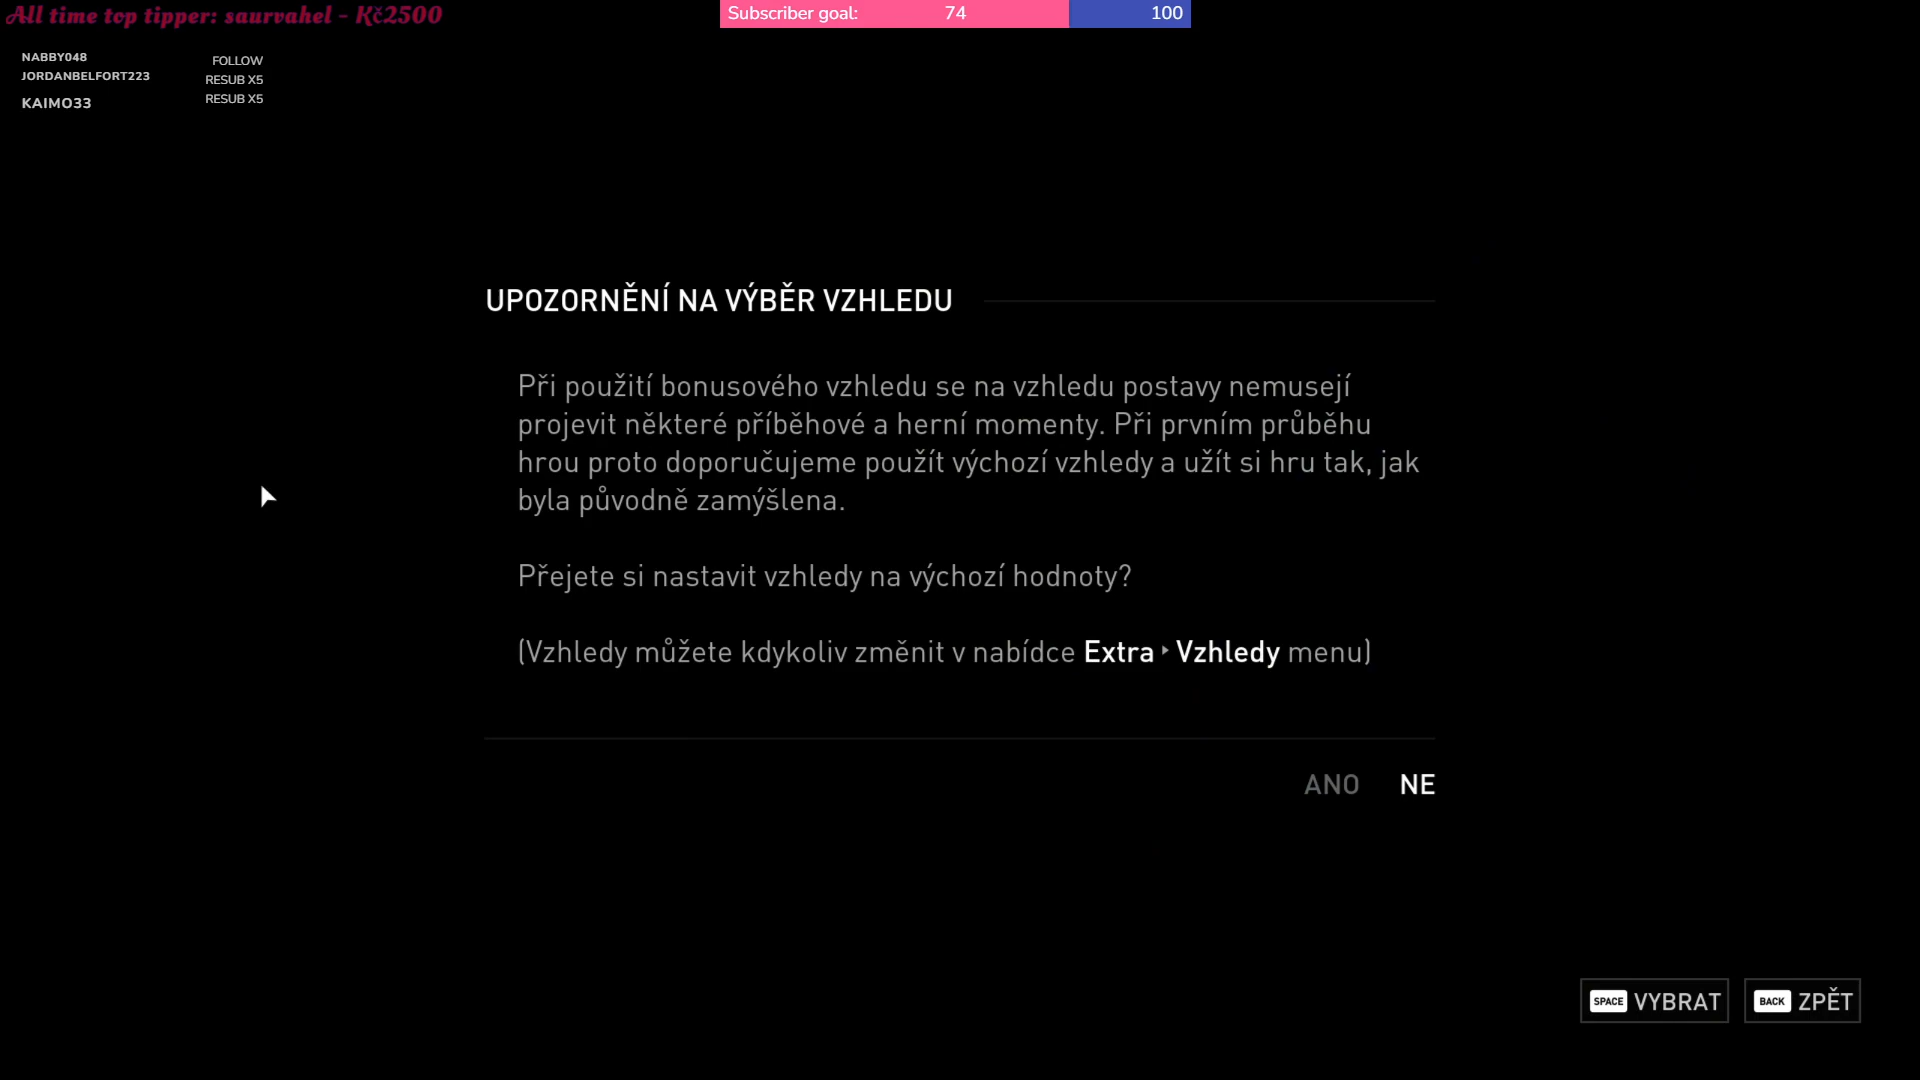 All time top tipper: saurvahel - Kč2500
Subscriber goal: 74 100
NABBY048 FOLLOW
JORDANBELFORT223 RESUB X5
KAIMO33 RESUB X5
UPOZORNĚNÍ NA VÝBĚR VZHLEDU
Při použití bonusového vzhledu se na vzhledu postavy nemusejí
projevit některé příběhové a herní momenty. Při prvním průběhu
hrou proto doporučujeme použít výchozí vzhledy a užít si hru tak, jak
byla původně zamýšlena.
Přejete si nastavit vzhledy na výchozí hodnoty?
(Vzhledy můžete kdykoliv změnit v nabídce Extra ‣ Vzhledy menu)
ANO NE
SPACE VYBRAT BACK ZPĚT